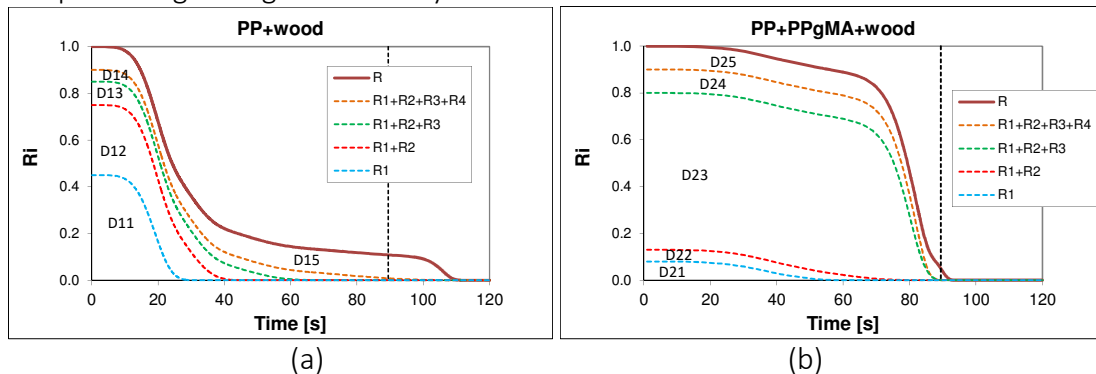 PP+wood
Ri
1.0
0.8
0.6
0.4
0.2
0.0
D14
D13
D12
D11
D15
R
R1+R2+R3+R4
R1+R2+R3
R1+R2
R1
0 20 40 60 80 100 120
Time [s]
(a)
PP+PPgMA+wood
Ri
1.0
0.8
0.6
0.4
0.2
0.0
D25
D24
D23
D22
D21
R
R1+R2+R3+R4
R1+R2+R3
R1+R2
R1
0 20 40 60 80 100 120
Time [s]
(b)